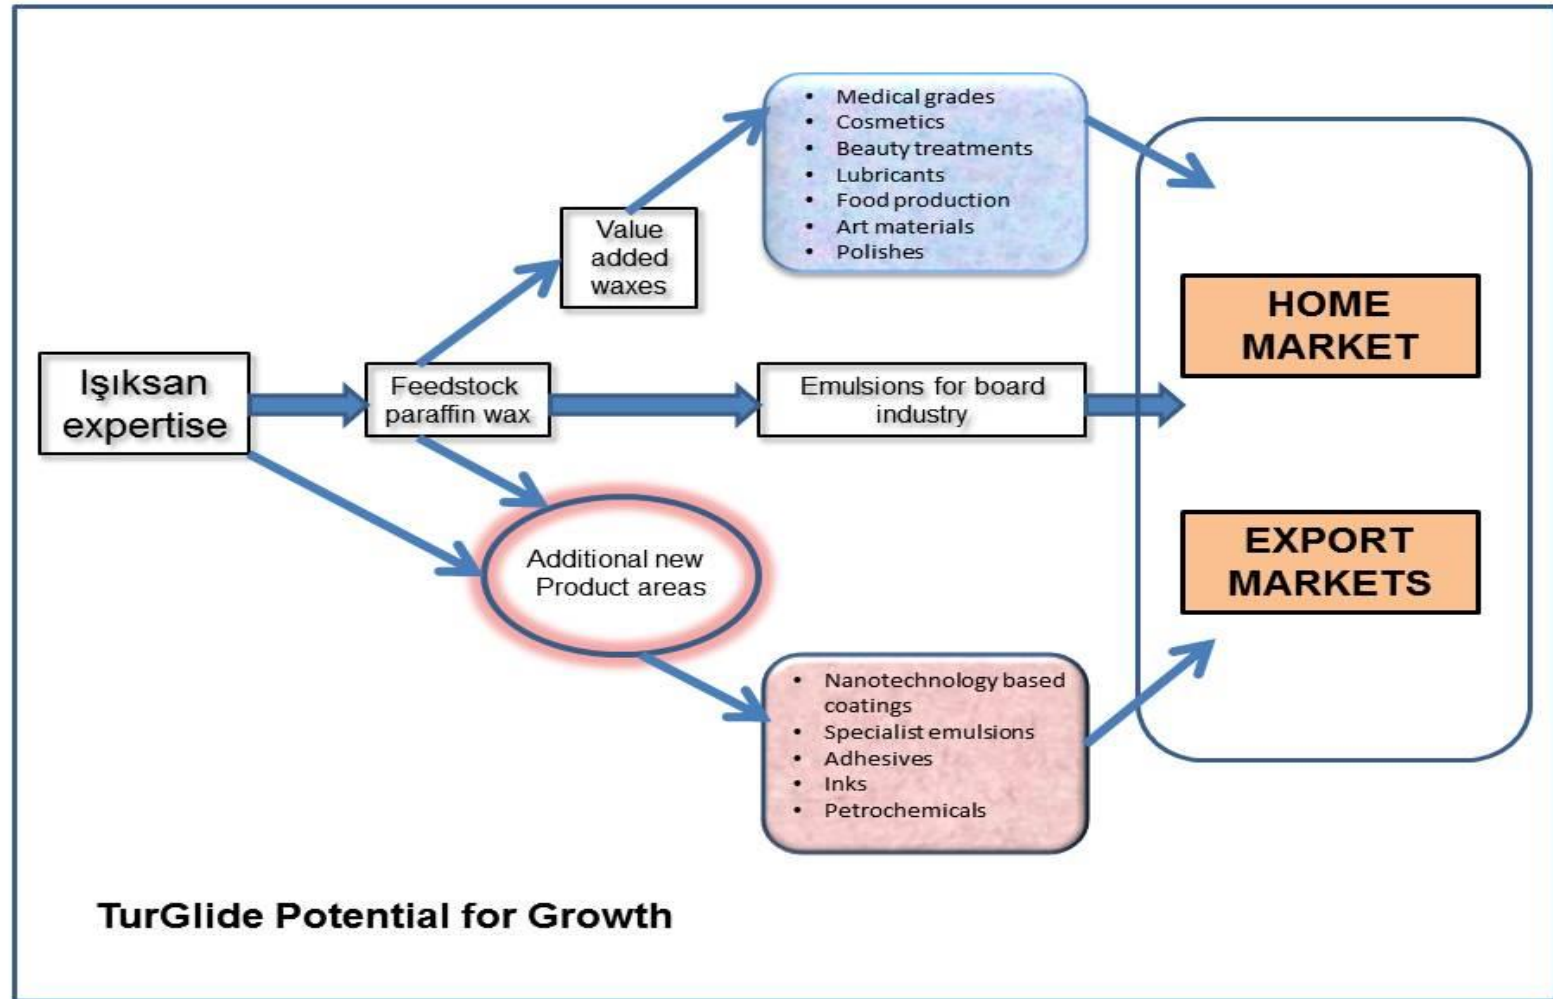 Işıksan
expertise
Feedstock
paraffin wax
Value
added
waxes
• Medical grades
• Cosmetics
• Beauty treatments
• Lubricants
• Food production
• Art materials
• Polishes
Emulsions for board
industry
Additional new
Product areas
• Nanotechnology based
coatings
• Specialist emulsions
• Adhesives
• Inks
• Petrochemicals
HOME
MARKET
EXPORT
MARKETS
TurGlide Potential for Growth